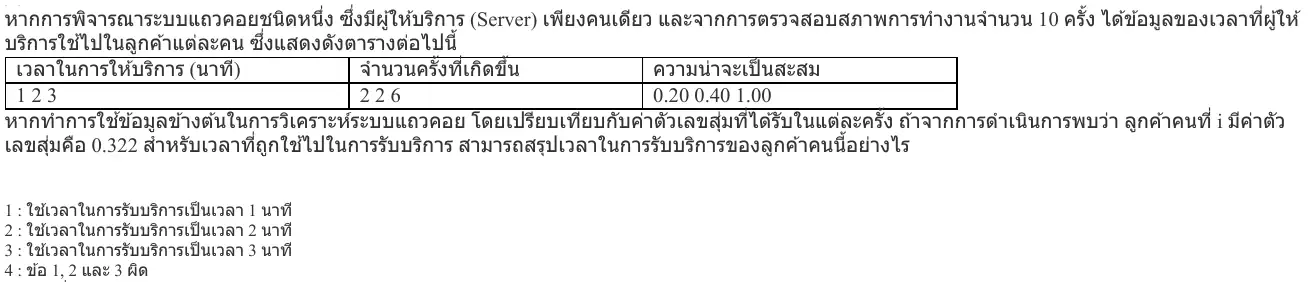 หากการพิจารณาระบบแถวคอยชนิดหนึ่ง ซึ่งมีผู้ให้บริการ (Server) เพียงคนเดียว และจากการตรวจสอบสภาพการทำงานจำนวน 10 ครั้ง ได้ข้อมูลของเวลาที่ผู้ให้
บริการใช้ไปในลูกค้าแต่ละคน ซึ่งแสดงดังตารางต่อไปนี้
เวลาในการให้บริการ (นาที) จำนวนครั้งที่เกิดขึ้น ความน่าจะเป็นสะสม
1 2 3 2 2 6 0.20 0.40 1.00
หากทำการใช้ข้อมูลข้างต้นในการวิเคราะห์ระบบแถวคอย โดยเปรียบเทียบกับค่าตัวเลขสุ่มที่ได้รับในแต่ละครั้ง ถ้าจากการดำเนินการพบว่า ลูกค้าคนที่ i มีค่าตัว
เลขสุ่มคือ 0.322 สำหรับเวลาที่ถูกใช้ไปในการรับบริการ สามารถสรุปเวลาในการรับบริการของลูกค้าคนนี้อย่างไร
1 : ใช้เวลาในการรับบริการเป็นเวลา 1 นาที
2 : ใช้เวลาในการรับบริการเป็นเวลา 2 นาที
3 : ใช้เวลาในการรับบริการเป็นเวลา 3 นาที
4 : ข้อ 1, 2 และ 3 ผิด